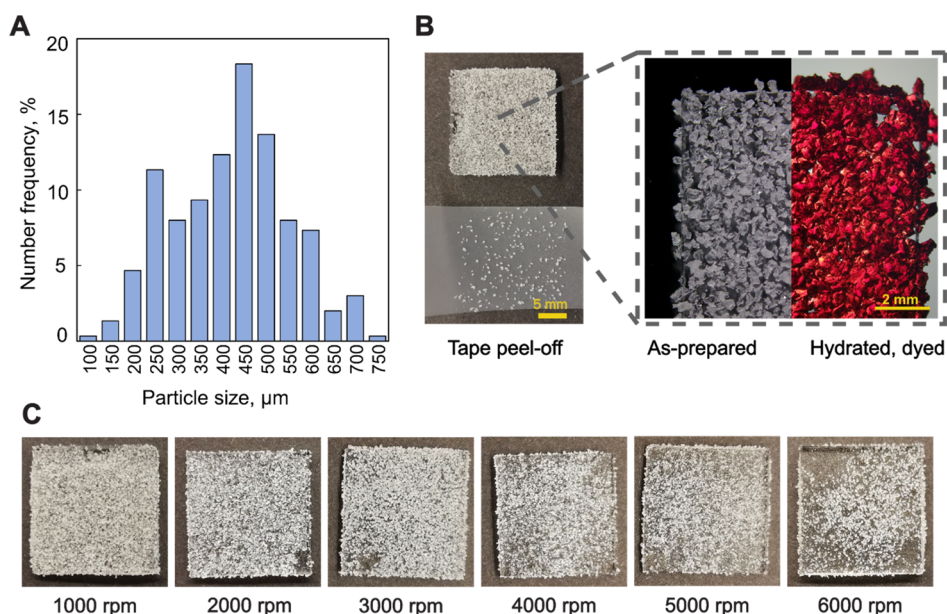 A
Number frequency, %
20
15
10
5
0
100
150
200
250
300
350
400
450
500
550
600
650
700
750
Particle size, µm
B
5 mm
2 mm
Tape peel-off
As-prepared
Hydrated, dyed
C
1000 rpm
2000 rpm
3000 rpm
4000 rpm
5000 rpm
6000 rpm